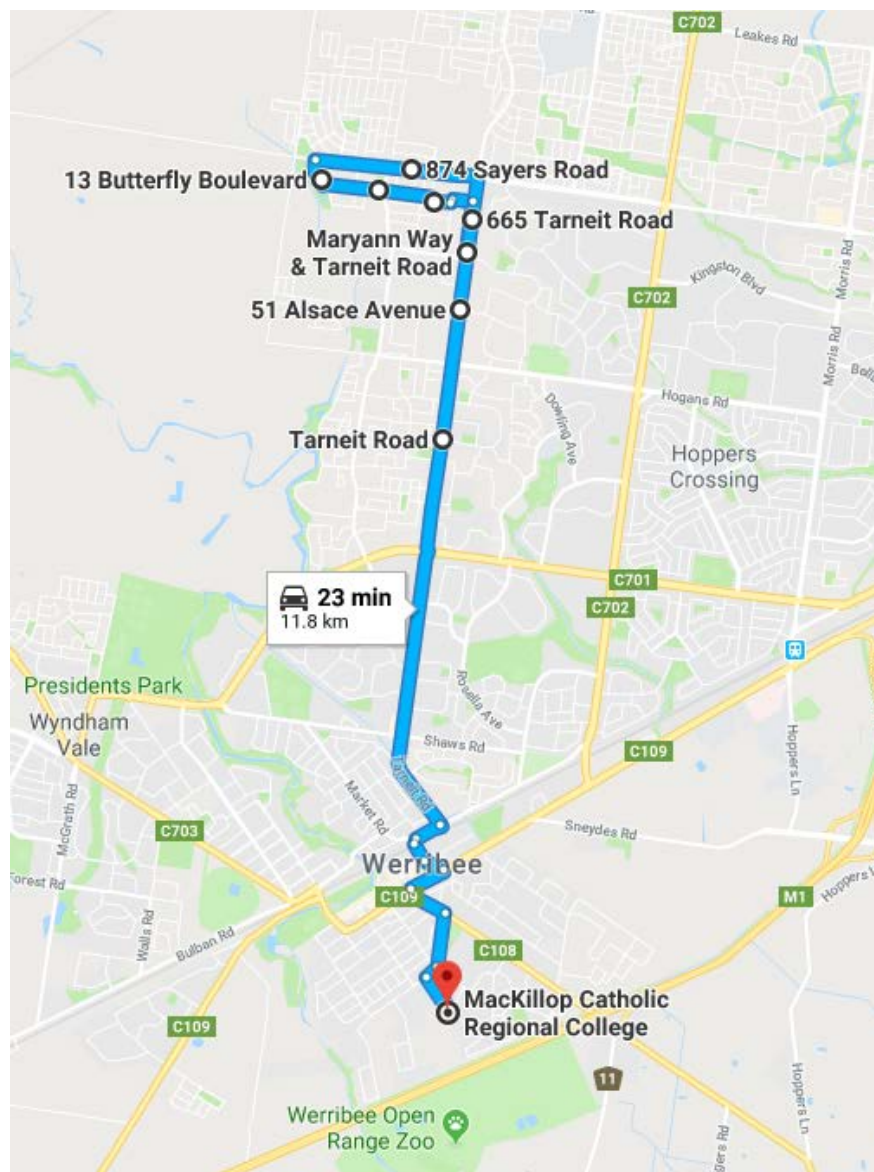 C702
Leakes Rd
874 Sayers Road
13 Butterfly Boulevard
665 Tarneit Road
Maryann Way
& Tarneit Road
Morris Rd
Kingston Blvd
C702
51 Alsace Avenue
Morris Rd
Hogans Rd
Dowling Ave
Tarneit Road
Hoppers
Crossing
C701
C702
23 min
11.8 km
Presidents Park
Wyndham
Vale
Rosella Ave
Shaws Rd
C109
Hoppers Ln
Tarneit Rd
Market Rd
McGrath Rd
C703
Sneydes Rd
Werribee
Forest Rd
C109
M1
Hoppers L
Walls Rd
Bulban Rd
C108
MacKillop Catholic
Regional College
C109
11
Hoppers Ln
Werribee Open
Range Zoo